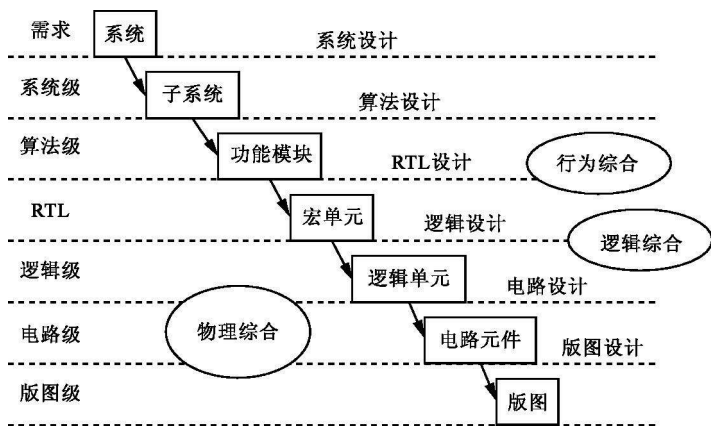 需求
系统
系统设计
系统级
子系统
算法设计
算法级
功能模块
RTL设计
行为综合
RTL
宏单元
逻辑设计
逻辑综合
逻辑级
逻辑单元
电路设计
物理综合
电路级
电路元件
版图设计
版图级
版图